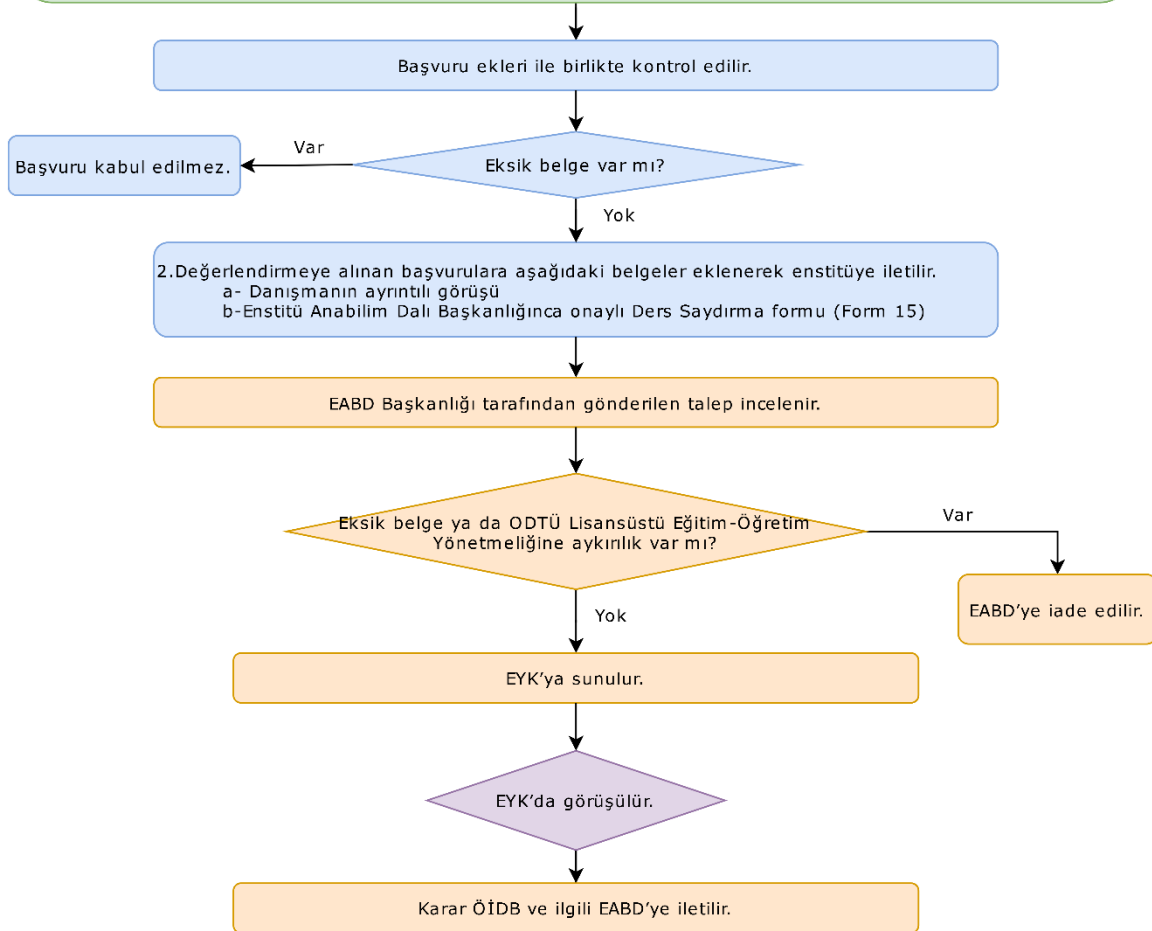 Başvuru ekleri ile birlikte kontrol edilir.
Eksik belge var mı?
Var
Başvuru kabul edilmez.
Yok
2.Değerlendirmeye alınan başvurulara aşağıdaki belgeler eklenerek enstitüye iletilir.
a- Danışmanın ayrıntılı görüşü
b-Enstitü Anabilim Dalı Başkanlığınca onaylı Ders Saydırma formu (Form 15)
EABD Başkanlığı tarafından gönderilen talep incelenir.
Eksik belge ya da ODTÜ Lisansüstü Eğitim-Öğretim
Yönetmeliğine aykırılık var mı?
Var
EABD’ye iade edilir.
Yok
EYK’ya sunulur.
EYK’da görüşülür.
Karar ÖİDB ve ilgili EABD’ye iletilir.